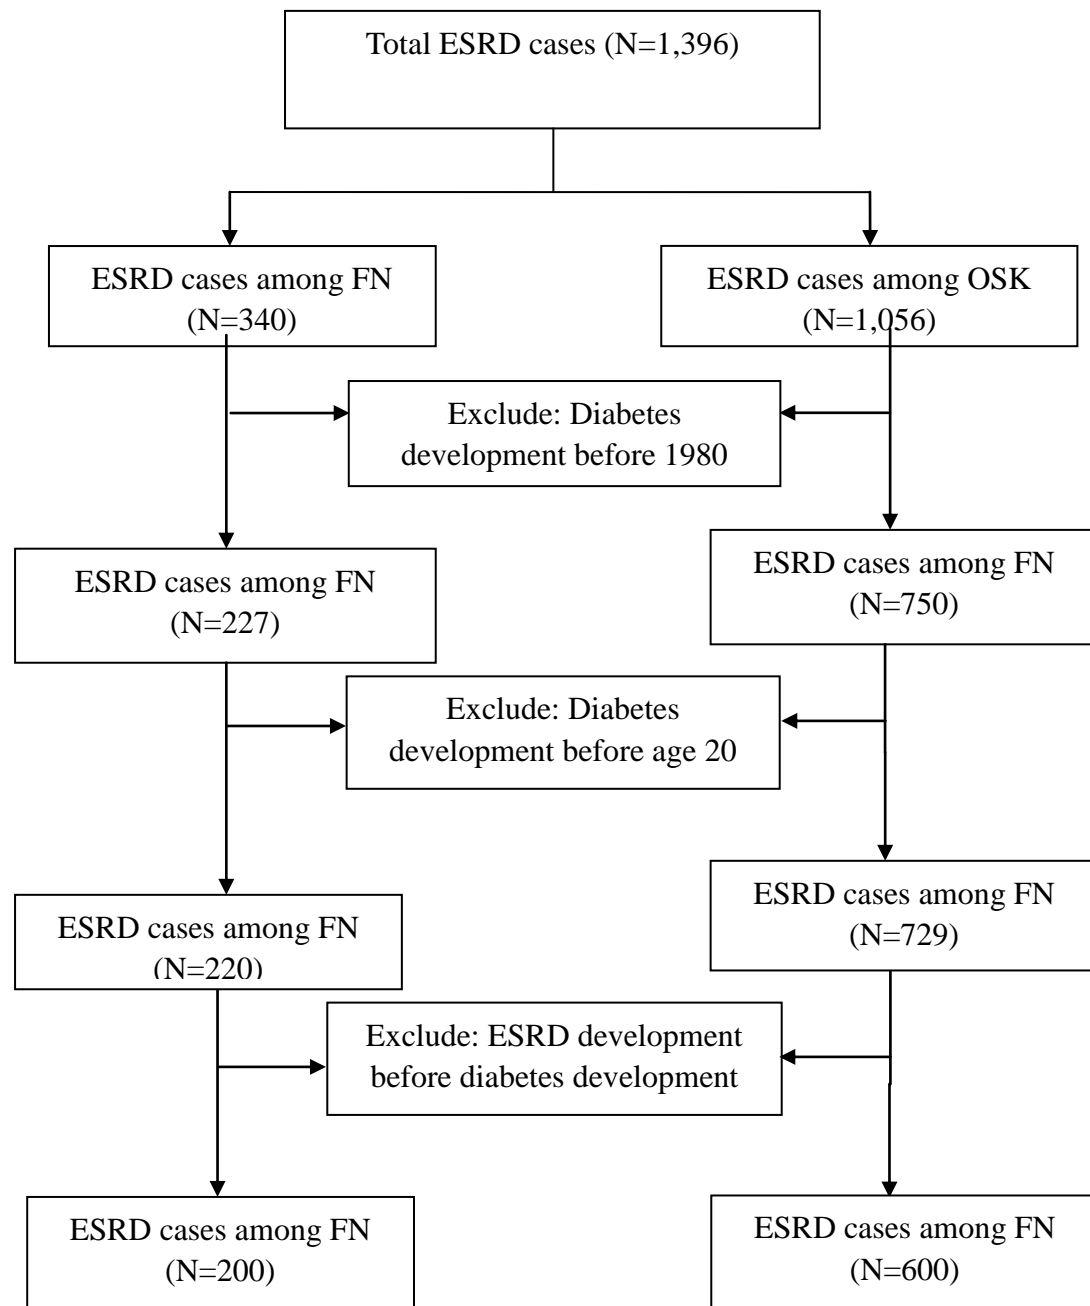 Total ESRD cases (N=1,396)
ESRD cases among FN
(N=340)
ESRD cases among OSK
(N=1,056)
Exclude: Diabetes
development before 1980
ESRD cases among FN
(N=227)
ESRD cases among FN
(N=750)
Exclude: Diabetes
development before age 20
ESRD cases among FN
(N=220)
ESRD cases among FN
(N=729)
Exclude: ESRD development
before diabetes development
ESRD cases among FN
(N=200)
ESRD cases among FN
(N=600)